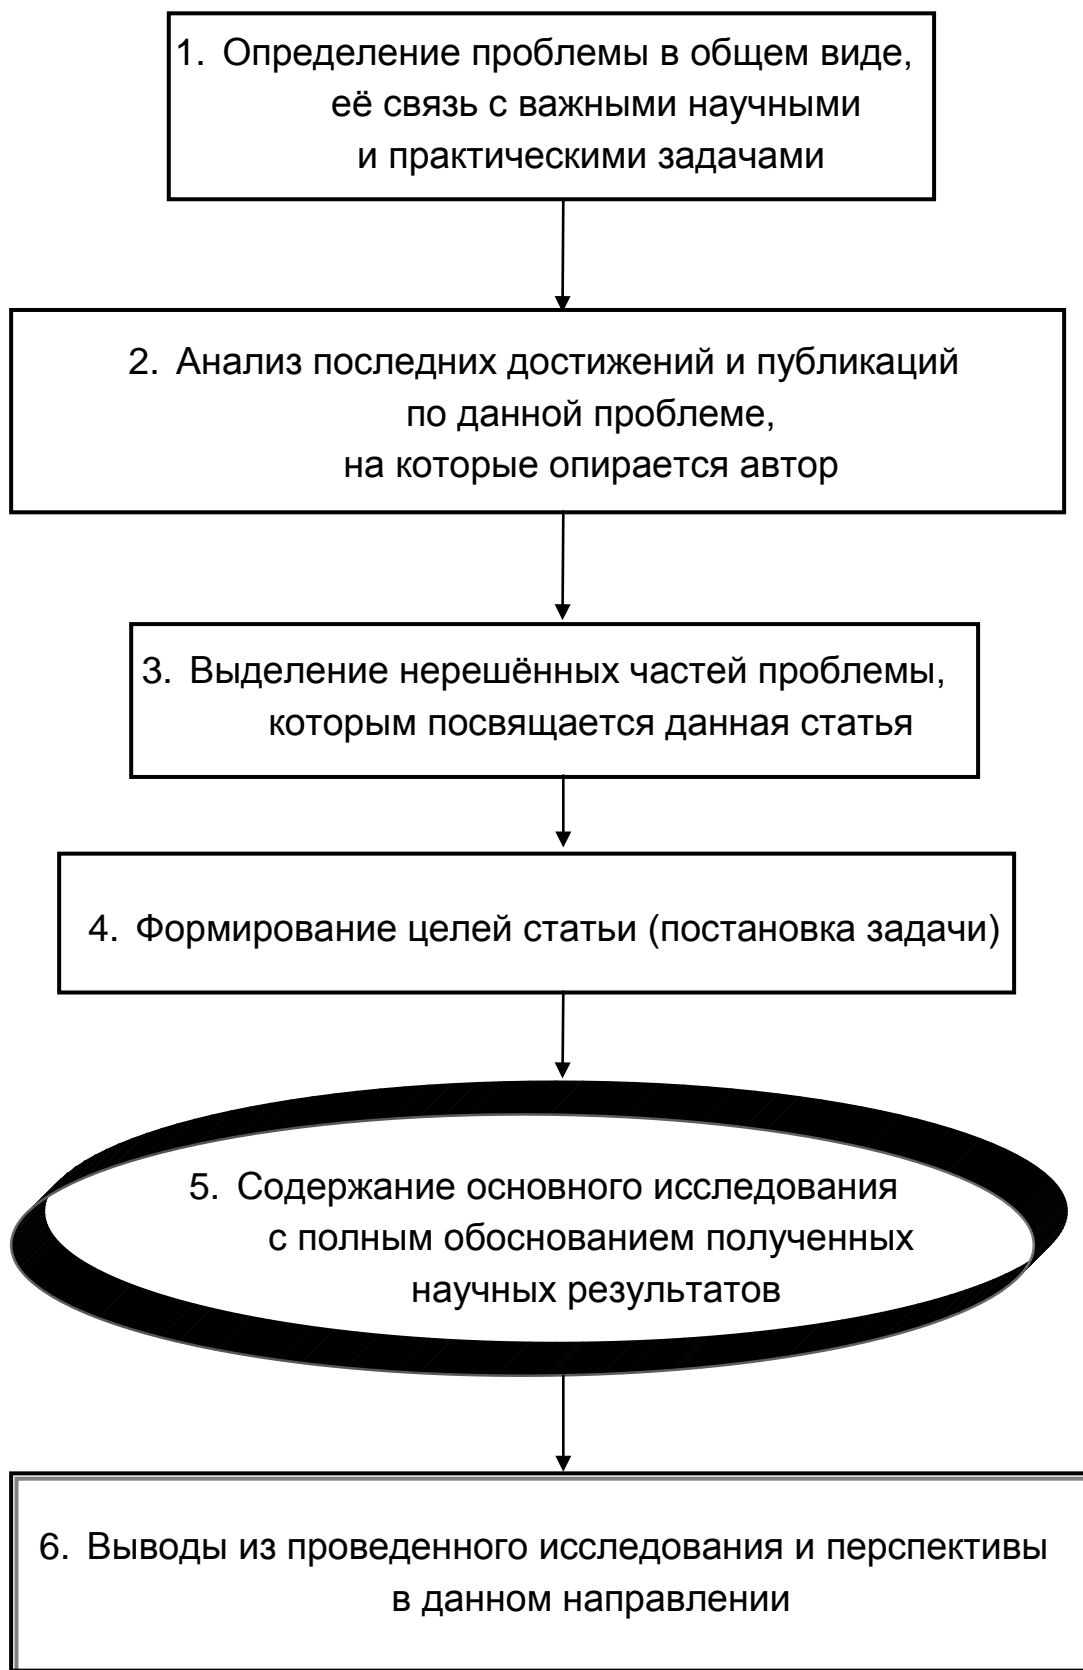 1. Определение проблемы в общем виде,
её связь с важными научными
и практическими задачами
2. Анализ последних достижений и публикаций
по данной проблеме,
на которые опирается автор
3. Выделение нерешённых частей проблемы,
которым посвящается данная статья
4. Формирование целей статьи (постановка задачи)
5. Содержание основного исследования
с полным обоснованием полученных
научных результатов
6. Выводы из проведенного исследования и перспективы
в данном направлении